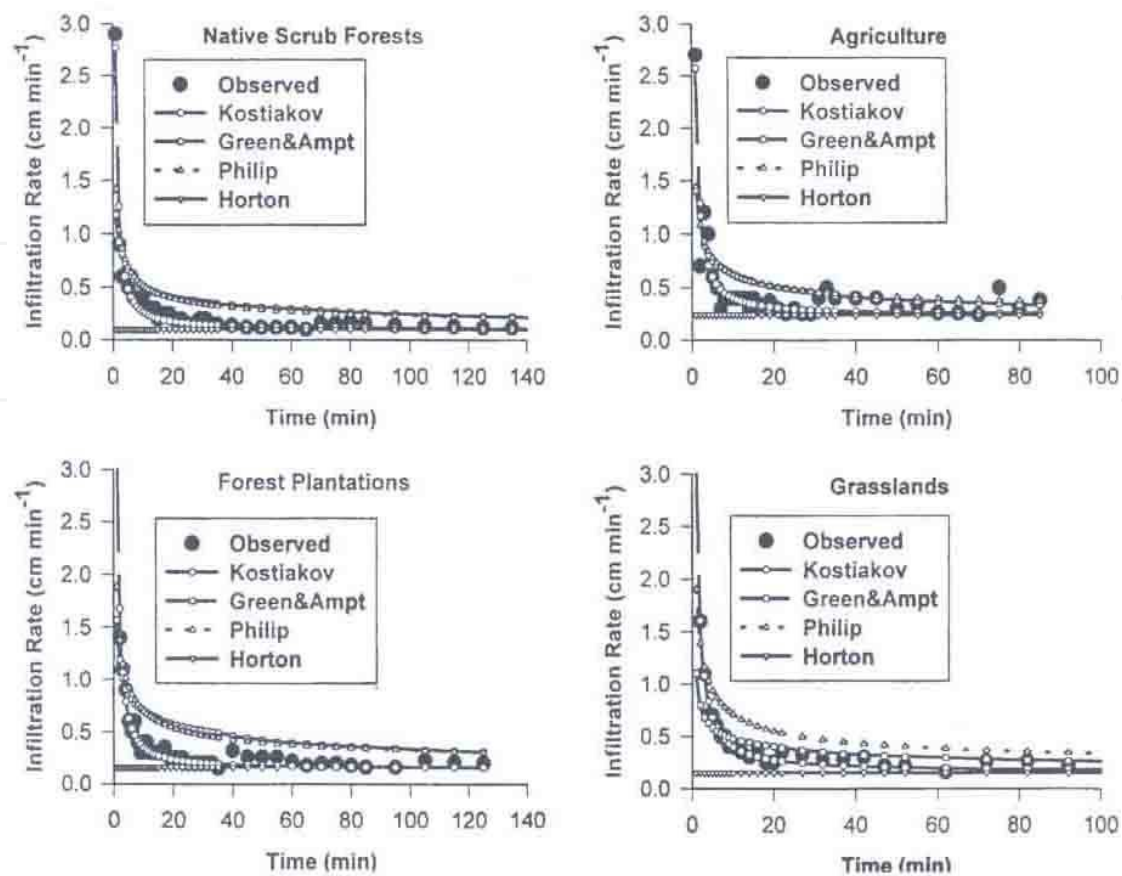 Native Scrub Forests
Infiltration Rate (cm min⁻¹)
3.0
2.5
2.0
1.5
1.0
0.5
0.0
Observed
Kostiakov
Green&Ampt
Philip
Horton
0 20 40 60 80 100 120 140
Time (min)
Agriculture
Infiltration Rate (cm min⁻¹)
3.0
2.5
2.0
1.5
1.0
0.5
0.0
Observed
Kostiakov
Green&Ampt
Philip
Horton
0 20 40 60 80 100
Time (min)
Forest Plantations
Infiltration Rate (cm min⁻¹)
3.0
2.5
2.0
1.5
1.0
0.5
0.0
Observed
Kostiakov
Green&Ampt
Philip
Horton
0 20 40 60 80 100 120 140
Time (min)
Grasslands
Infiltration Rate (cm min⁻¹)
3.0
2.5
2.0
1.5
1.0
0.5
0.0
Observed
Kostiakov
Green&Ampt
Philip
Horton
0 20 40 60 80 100
Time (min)